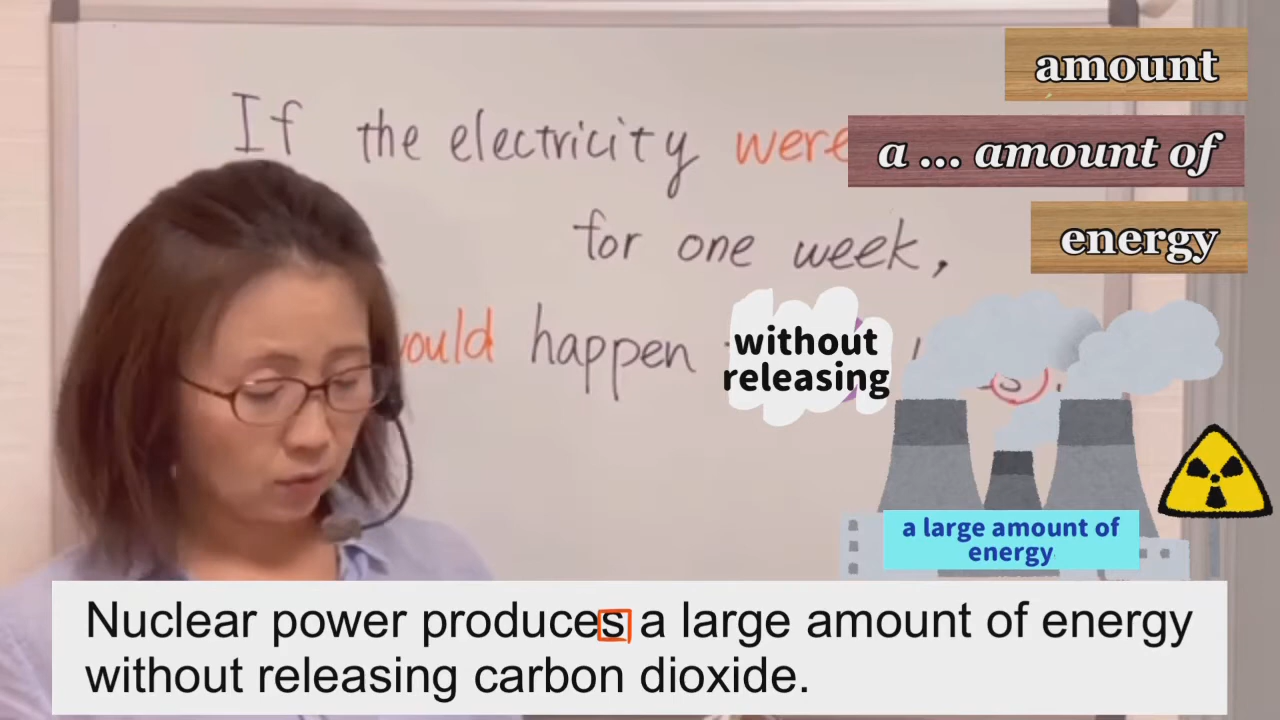 If the electricity were
for one week,
ould happen
amount
a ... amount of
energy
without
releasing
a large amount of
energy
Nuclear power produces a large amount of energy
without releasing carbon dioxide.